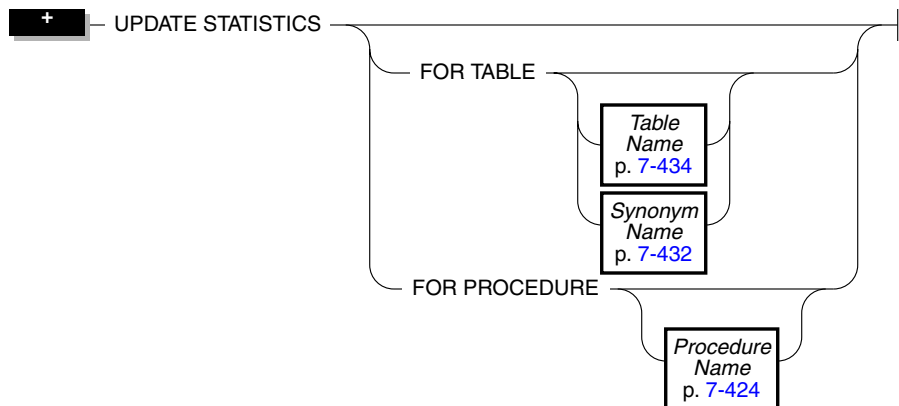 +
UPDATE STATISTICS
FOR TABLE
Table
Name
p. 7-434
Synonym
Name
p. 7-432
FOR PROCEDURE
Procedure
Name
p. 7-424